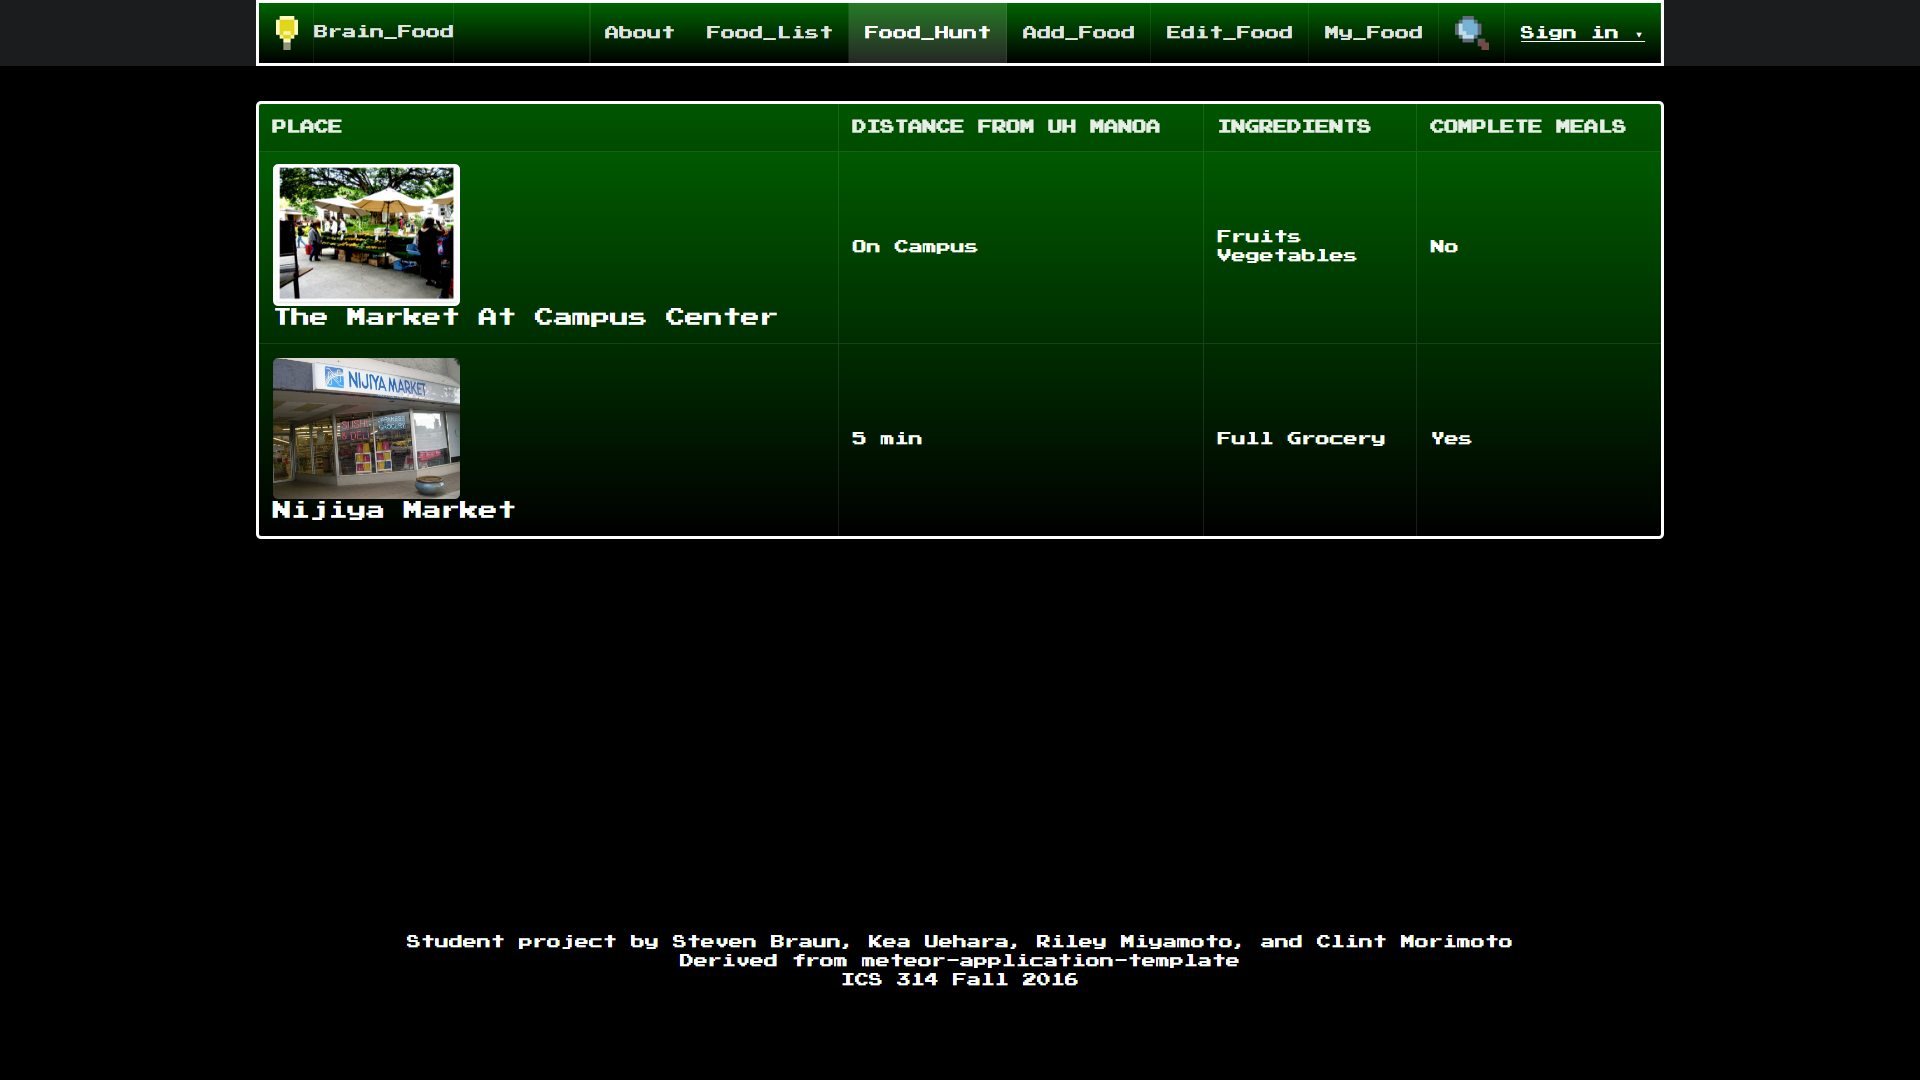 Brain_Food
About
Food_List
Food_Hunt
Add_Food
Edit_Food
My_Food
Sign in ▾
PLACE
DISTANCE FROM UH MANOA
INGREDIENTS
COMPLETE MEALS
The Market At Campus Center
On Campus
Fruits
Vegetables
No
NIJIYA MARKET
SUSHI
& DELI
JAPANESE
GROCERY
Nijiya Market
5 min
Full Grocery
Yes
Student project by Steven Braun, Kea Uehara, Riley Miyamoto, and Clint Morimoto
Derived from meteor-application-template
ICS 314 Fall 2016